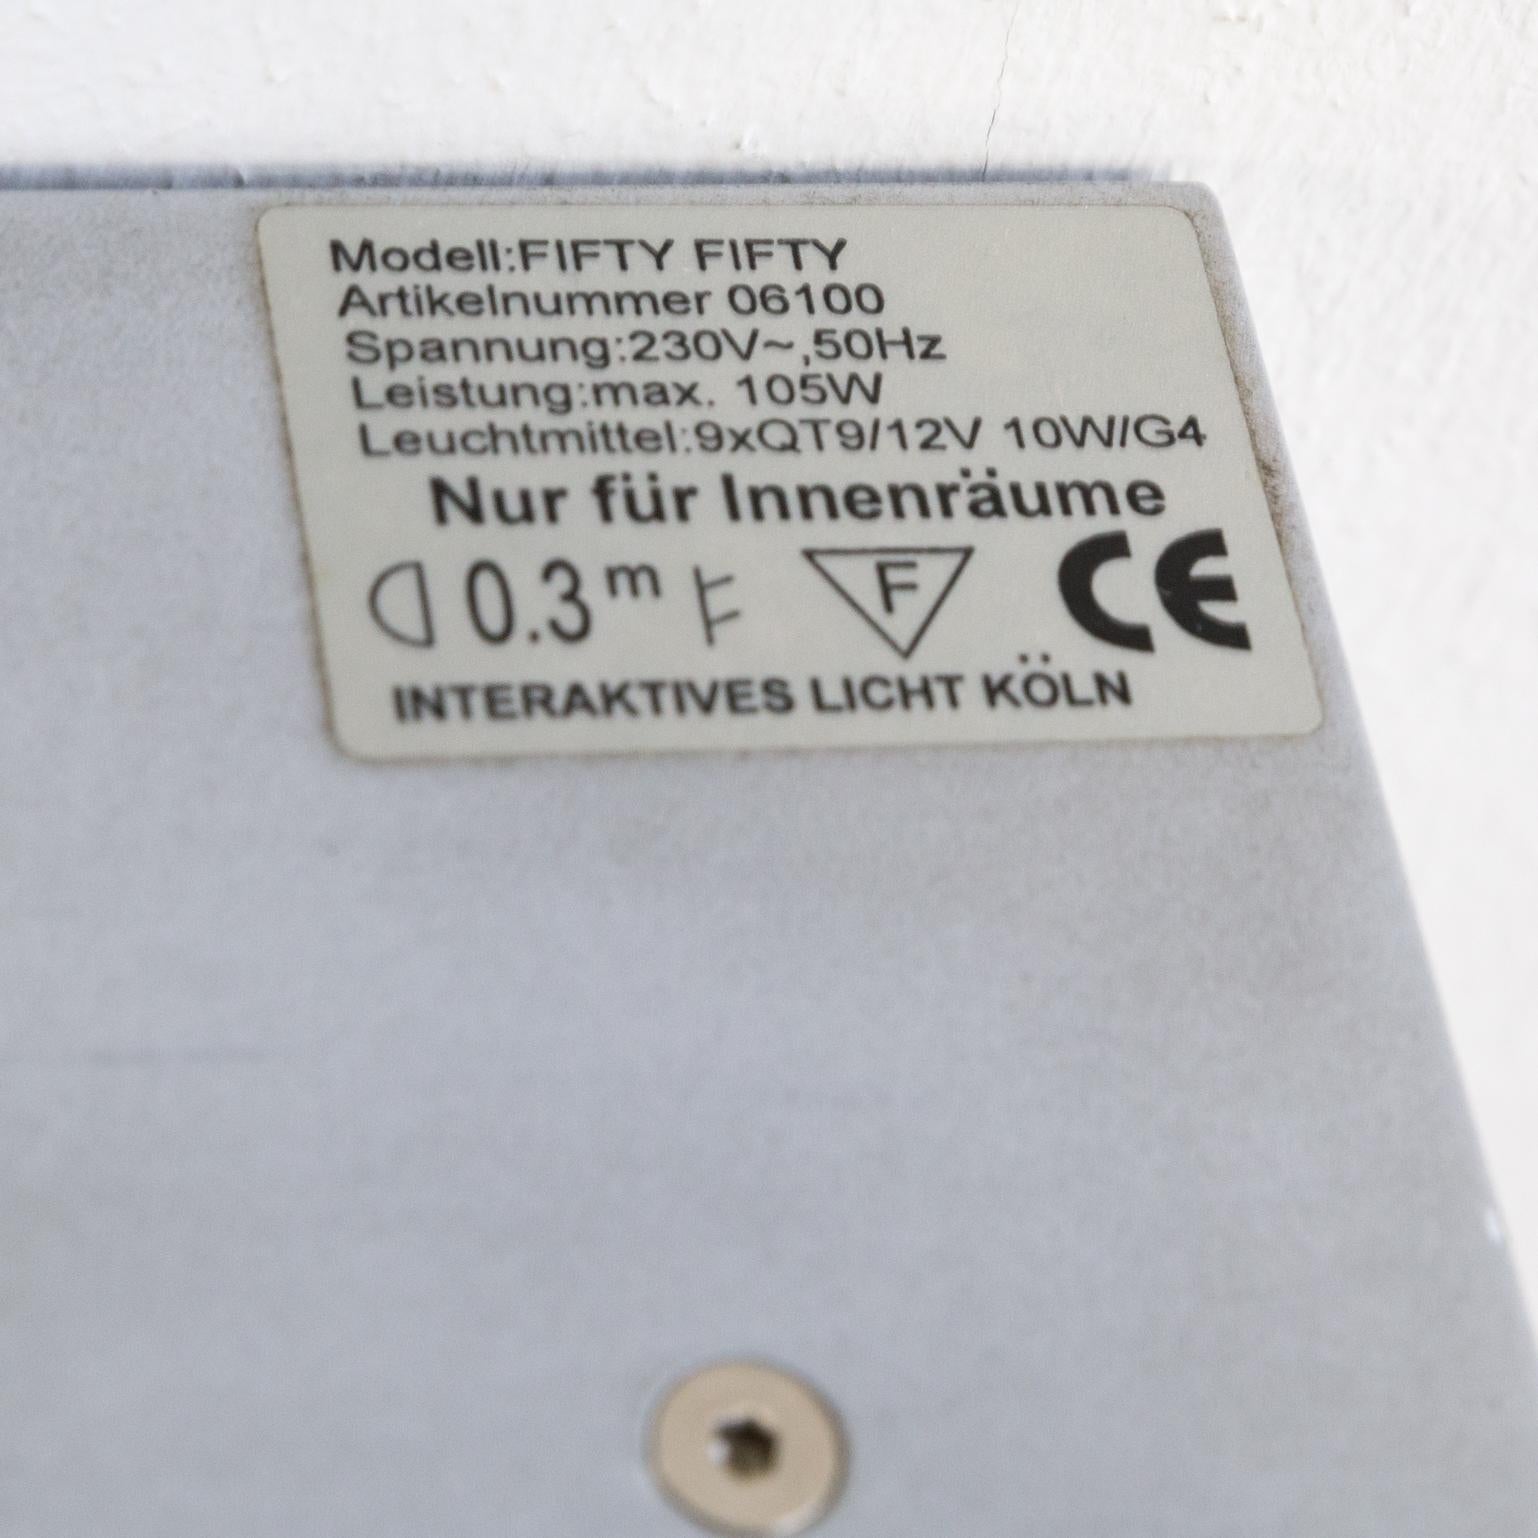 Modell:FIFTY FIFTY
Artikelnummer 06100
Spannung:230V~,50Hz
Leistung:max. 105W
Leuchtmittel:9xQT9/12V 10W/G4
Nur für Innenräume
0.3m F CE
INTERAKTIVES LICHT KÖLN